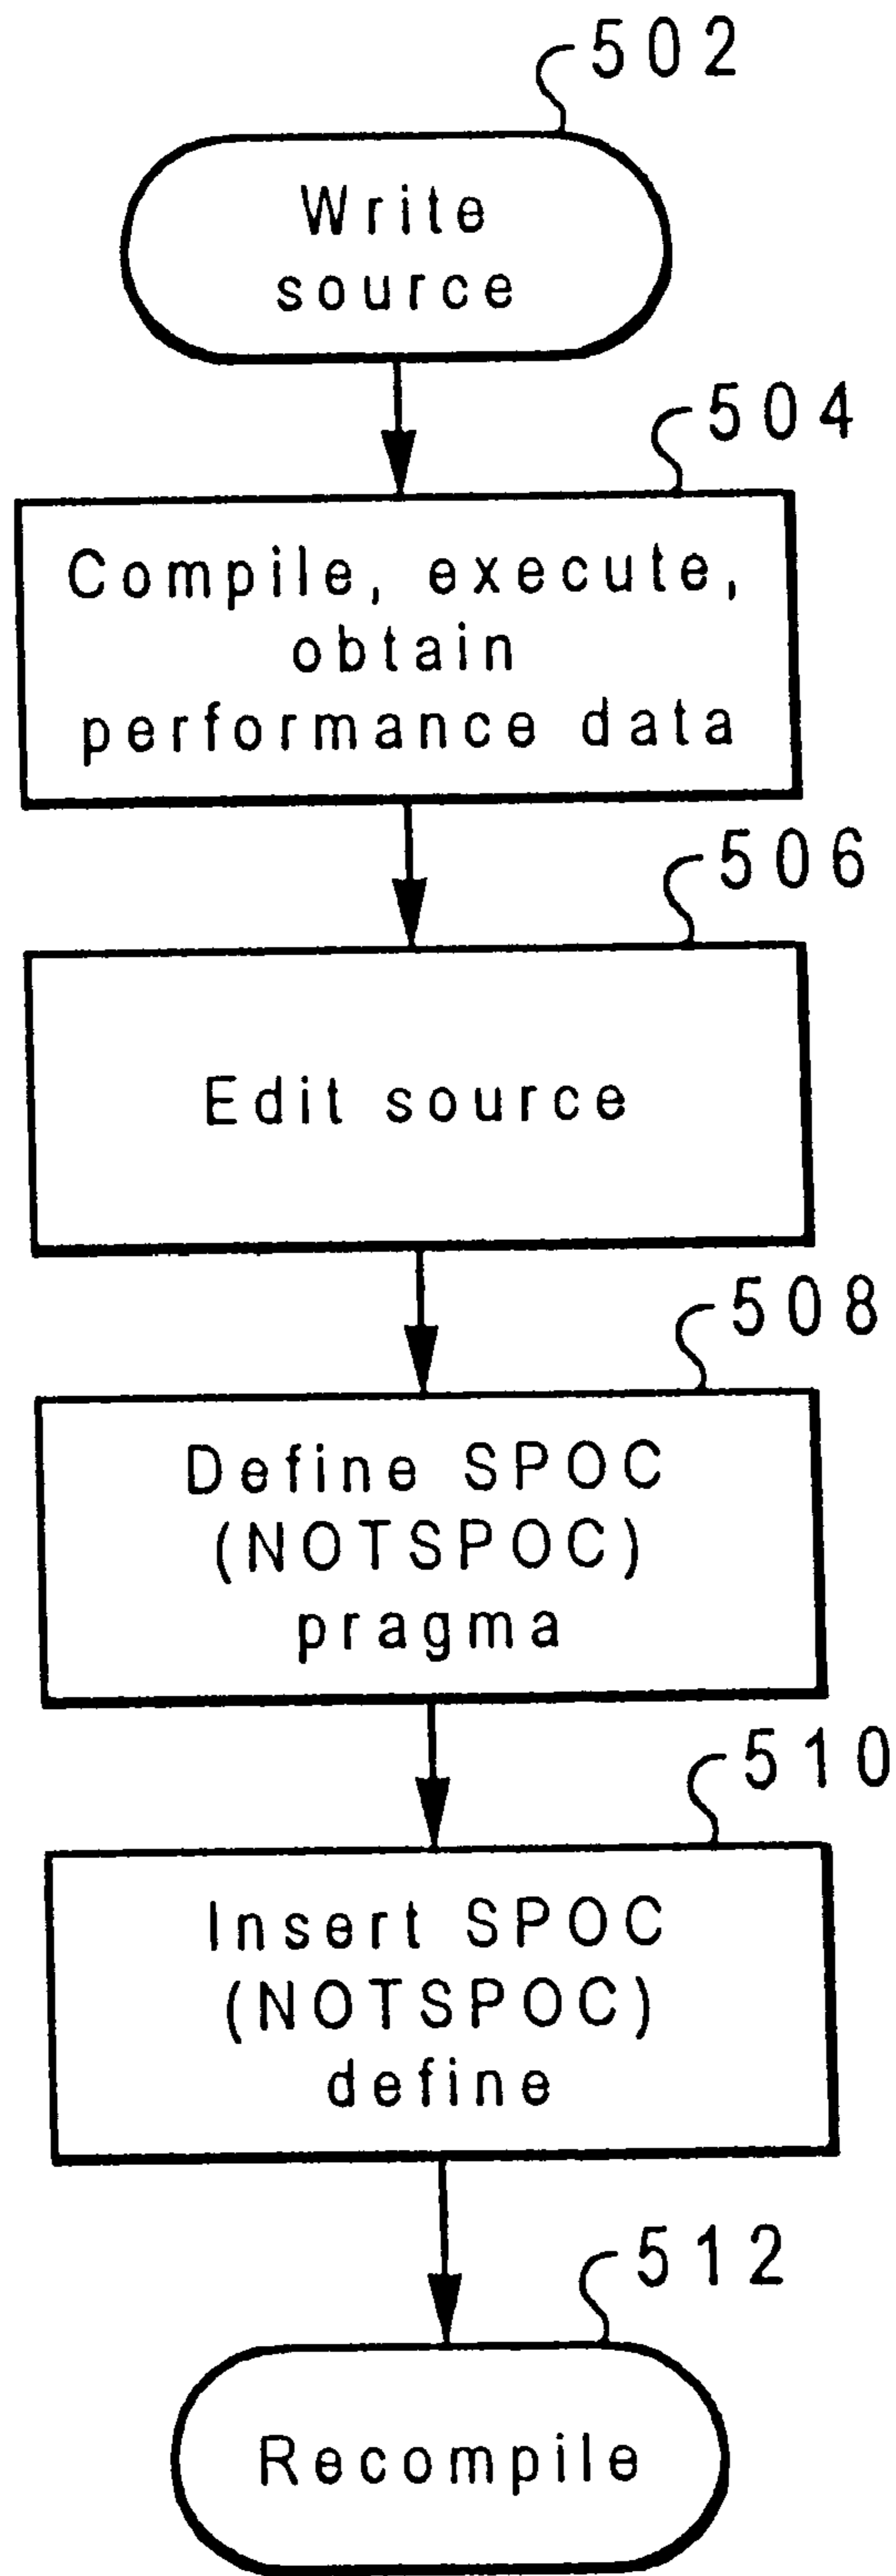 502
Write
source
504
Compile, execute,
obtain
performance data
506
Edit source
508
Define SPOC
(NOTSPOC)
pragma
510
Insert SPOC
(NOTSPOC)
define
512
Recompile